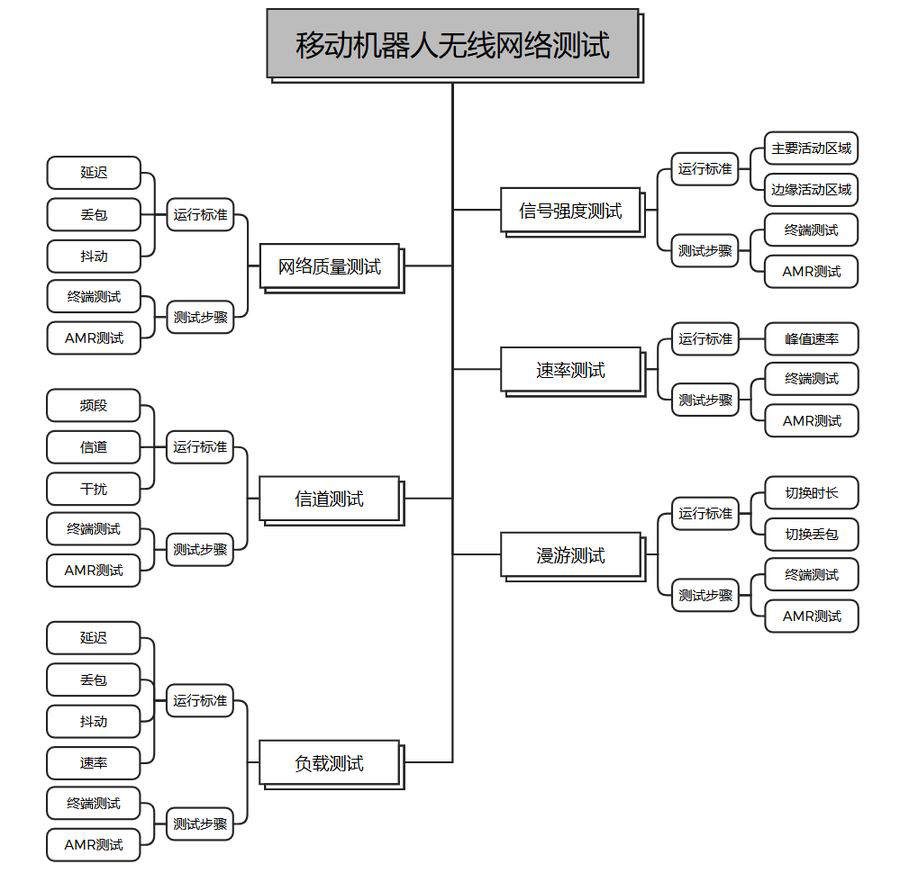 移动机器人无线网络测试
网络质量测试
运行标准
延迟
丢包
抖动
测试步骤
终端测试
AMR测试
信道测试
运行标准
频段
信道
干扰
测试步骤
终端测试
AMR测试
负载测试
运行标准
延迟
丢包
抖动
速率
测试步骤
终端测试
AMR测试
信号强度测试
运行标准
主要活动区域
边缘活动区域
测试步骤
终端测试
AMR测试
速率测试
运行标准
峰值速率
测试步骤
终端测试
AMR测试
漫游测试
运行标准
切换时长
切换丢包
测试步骤
终端测试
AMR测试